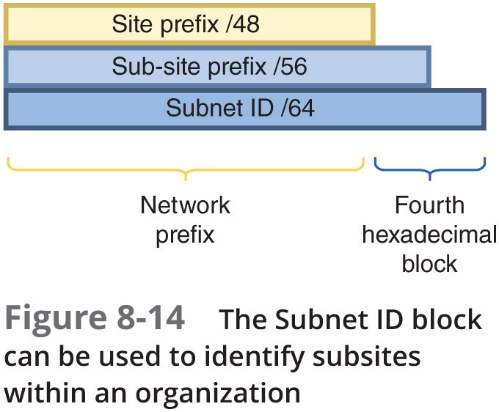 Site prefix /48
Sub-site prefix /56
Subnet ID /64
Network
prefix
Fourth
hexadecimal
block
Figure 8-14 The Subnet ID block
can be used to identify subsites
within an organization